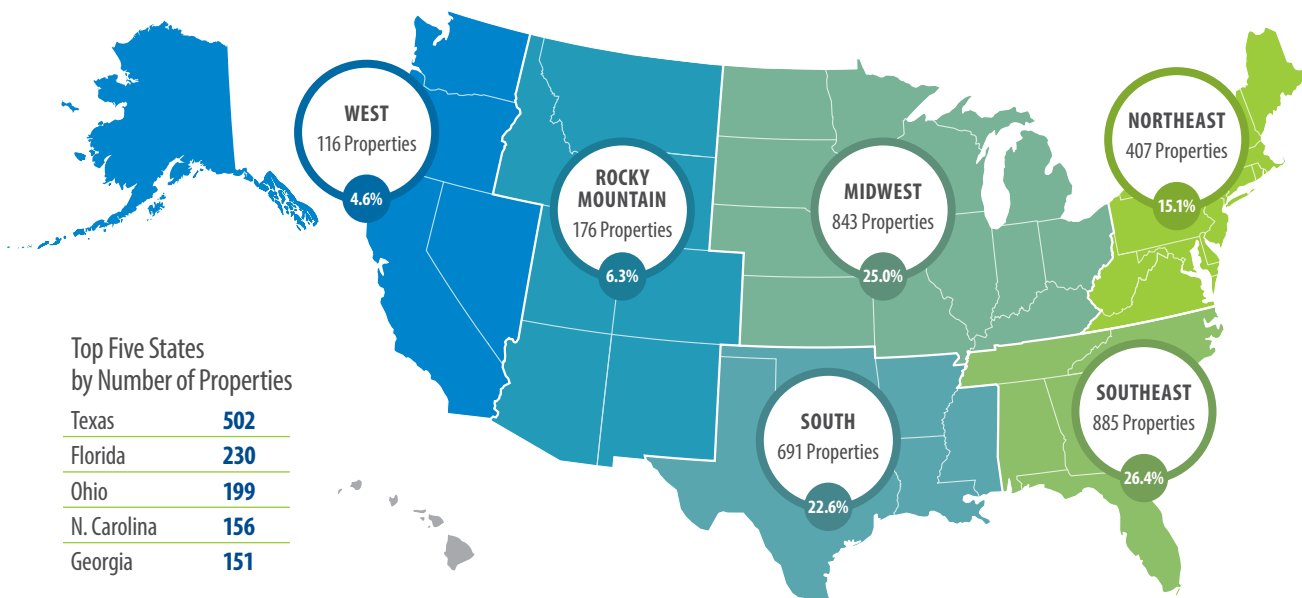 WEST
116 Properties
4.6%
ROCKY
MOUNTAIN
176 Properties
6.3%
MIDWEST
843 Properties
25.0%
NORTHEAST
407 Properties
15.1%
SOUTH
691 Properties
22.6%
SOUTHEAST
885 Properties
26.4%
Top Five States
by Number of Properties
Texas 502
Florida 230
Ohio 199
N. Carolina 156
Georgia 151